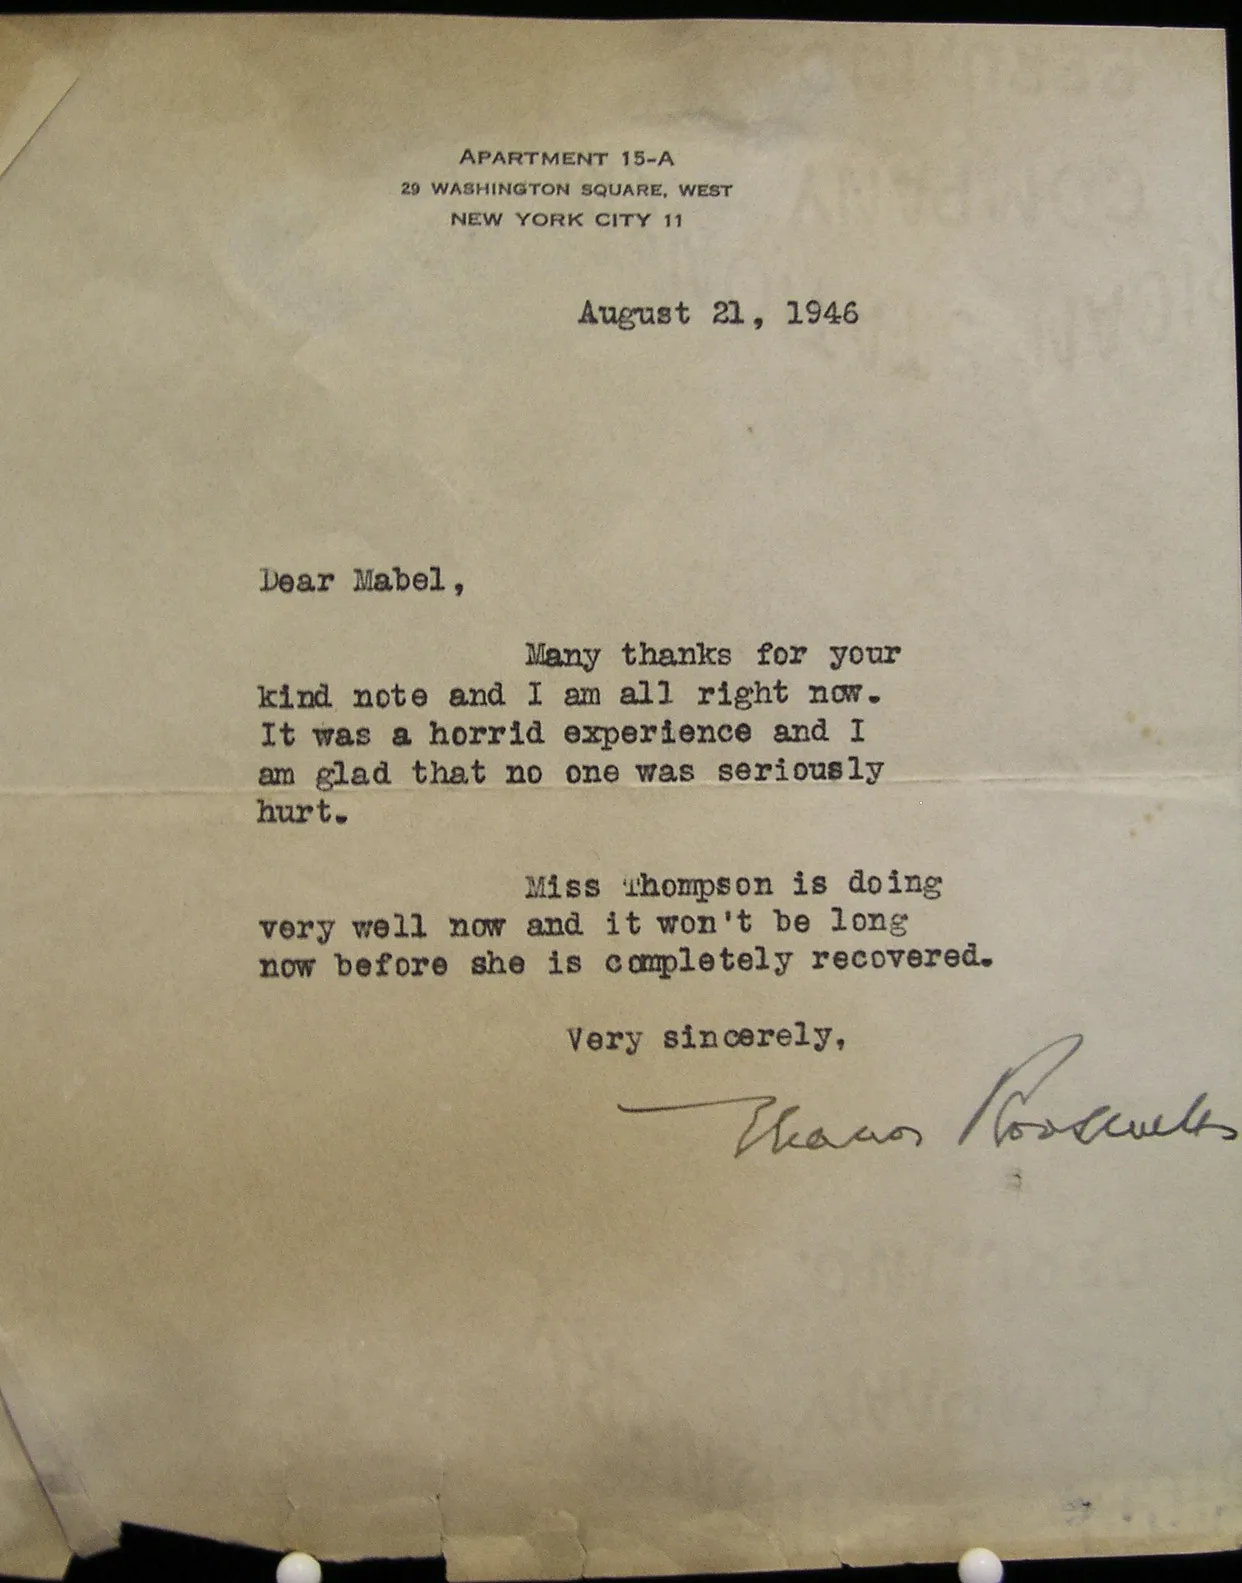 APARTMENT 15-A
29 WASHINGTON SQUARE, WEST
NEW YORK CITY 11
August 21, 1946
Dear Mabel,
Many thanks for your
kind note and I am all right now.
It was a horrid experience and I
am glad that no one was seriously
hurt.
Miss Thompson is doing
very well now and it won't be long
now before she is completely recovered.
Very sincerely,
Eleanor Roosevelt